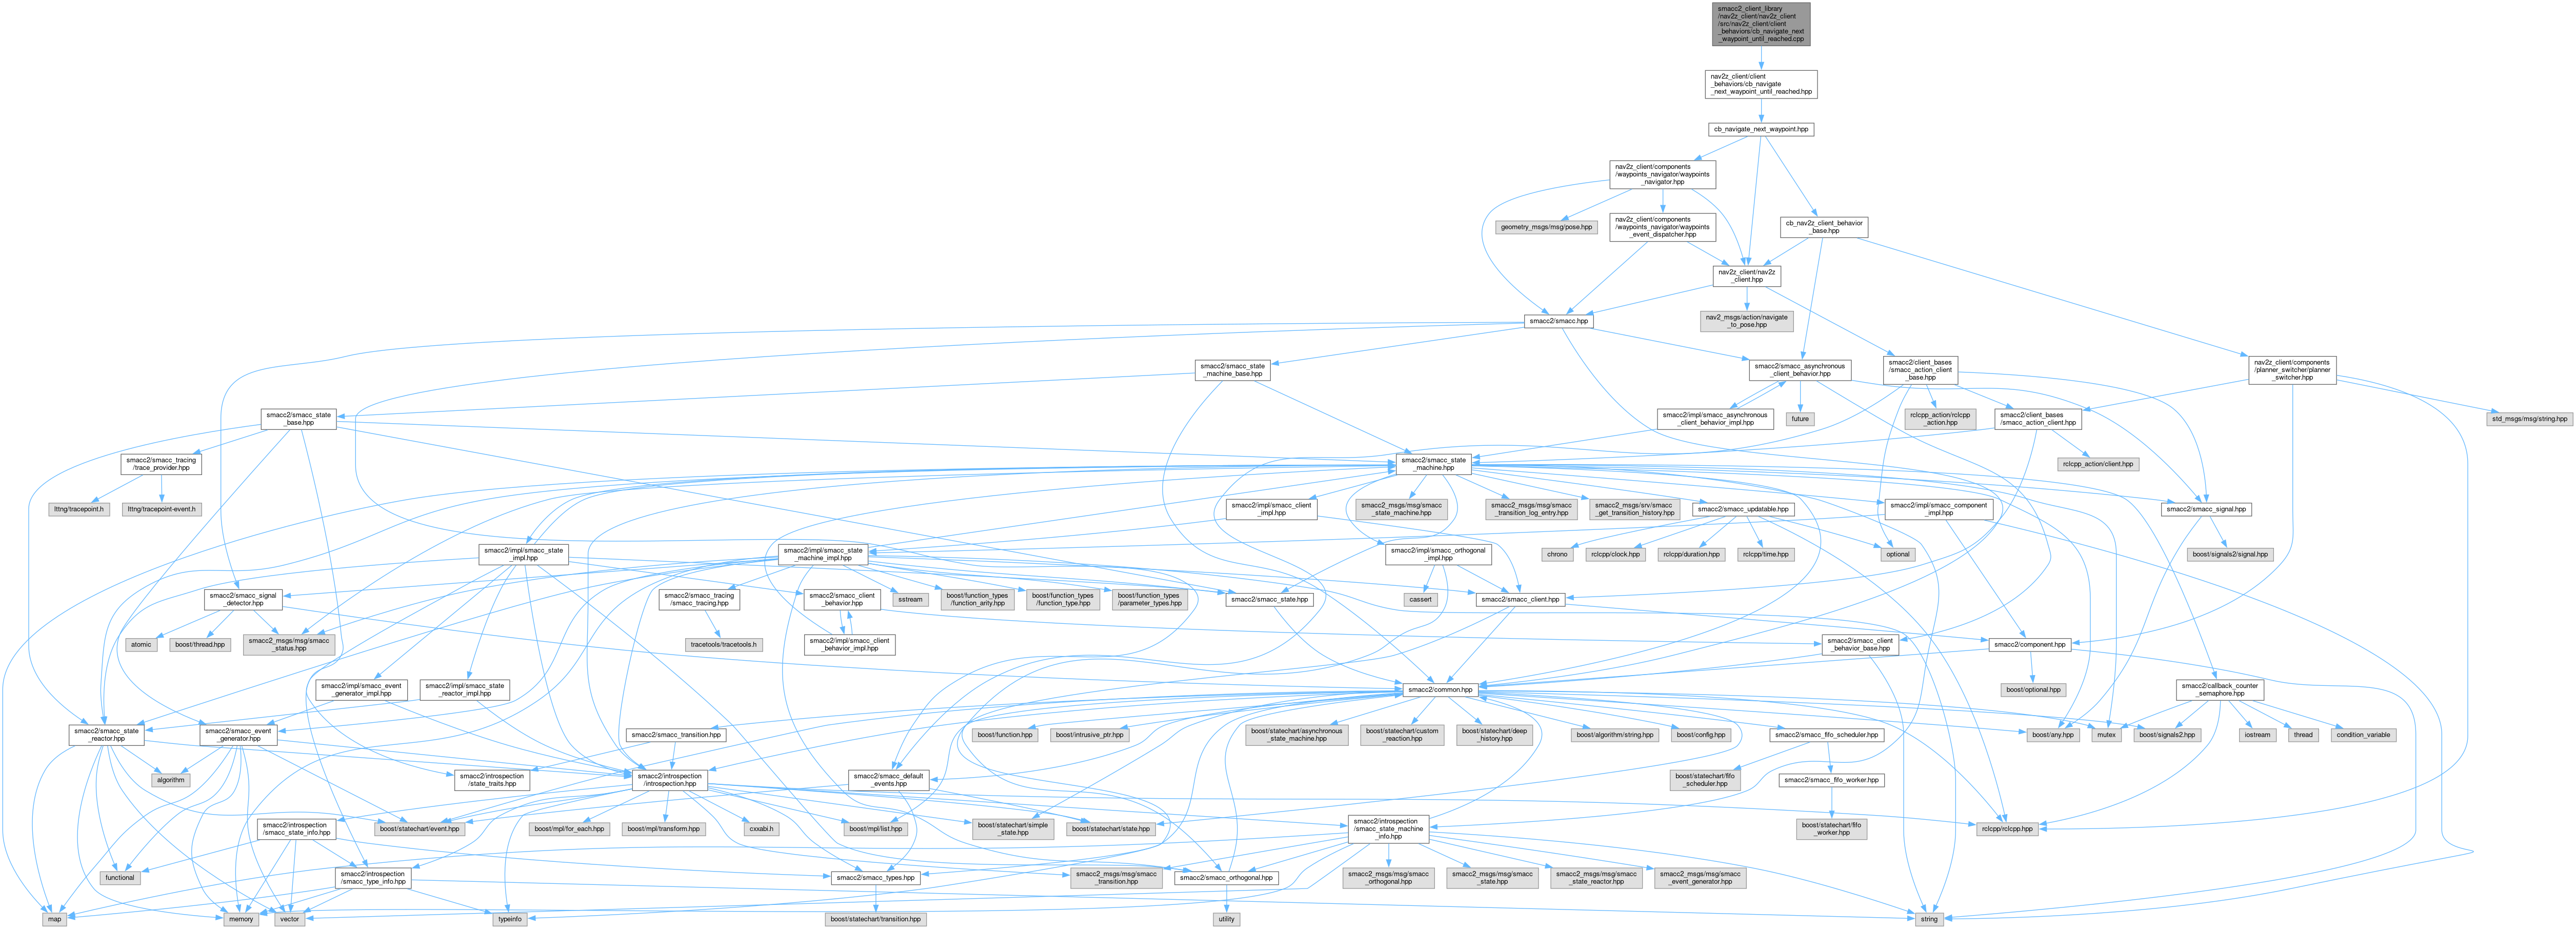 smacc2_client_library
/nav2z_client/nav2z_client
/src/nav2z_client/client
_behaviors/cb_navigate_next
_waypoint_until_reached.cpp
nav2z_client/client
_behaviors/cb_navigate
_next_waypoint_until_reached.hpp
cb_navigate_next_waypoint.hpp
nav2z_client/components
/waypoints_navigator/waypoints
_navigator.hpp
geometry_msgs/msg/pose.hpp
nav2z_client/components
/waypoints_navigator/waypoints
_event_dispatcher.hpp
cb_nav2z_client_behavior
_base.hpp
nav2z_client/nav2z
_client.hpp
smacc2/smacc.hpp
nav2_msgs/action/navigate
_to_pose.hpp
smacc2/smacc_state
_machine_base.hpp
smacc2/smacc_asynchronous
_client_behavior.hpp
smacc2/client_bases
/smacc_action_client
_base.hpp
nav2z_client/components
/planner_switcher/planner
_switcher.hpp
smacc2/smacc_state
_base.hpp
smacc2/impl/smacc_asynchronous
_client_behavior_impl.hpp
future
rclcpp_action/rclcpp
_action.hpp
smacc2/client_bases
/smacc_action_client.hpp
std_msgs/msg/string.hpp
smacc2/smacc_tracing
/trace_provider.hpp
smacc2/smacc_state
_machine.hpp
rclcpp_action/client.hpp
lttng/tracepoint.h
lttng/tracepoint-event.h
smacc2/impl/smacc_client
_impl.hpp
smacc2_msgs/msg/smacc
_state_machine.hpp
smacc2_msgs/msg/smacc
_transition_log_entry.hpp
smacc2_msgs/srv/smacc
_get_transition_history.hpp
smacc2/smacc_updatable.hpp
smacc2/impl/smacc_component
_impl.hpp
smacc2/smacc_signal.hpp
smacc2/impl/smacc_state
_impl.hpp
smacc2/impl/smacc_state
_machine_impl.hpp
smacc2/impl/smacc_orthogonal
_impl.hpp
chrono
rclcpp/clock.hpp
rclcpp/duration.hpp
rclcpp/time.hpp
optional
boost/signals2/signal.hpp
smacc2/smacc_signal
_detector.hpp
smacc2/smacc_tracing
/smacc_tracing.hpp
smacc2/smacc_client
_behavior.hpp
sstream
boost/function_types
/function_arity.hpp
boost/function_types
/function_type.hpp
boost/function_types
/parameter_types.hpp
smacc2/smacc_state.hpp
cassert
smacc2/smacc_client.hpp
atomic
boost/thread.hpp
smacc2_msgs/msg/smacc
_status.hpp
tracetools/tracetools.h
smacc2/impl/smacc_client
_behavior_impl.hpp
smacc2/smacc_client
_behavior_base.hpp
smacc2/component.hpp
smacc2/impl/smacc_event
_generator_impl.hpp
smacc2/impl/smacc_state
_reactor_impl.hpp
smacc2/common.hpp
boost/optional.hpp
smacc2/callback_counter
_semaphore.hpp
smacc2/smacc_state
_reactor.hpp
smacc2/smacc_event
_generator.hpp
smacc2/smacc_transition.hpp
boost/function.hpp
boost/intrusive_ptr.hpp
boost/statechart/asynchronous
_state_machine.hpp
boost/statechart/custom
_reaction.hpp
boost/statechart/deep
_history.hpp
boost/algorithm/string.hpp
boost/config.hpp
smacc2/smacc_fifo_scheduler.hpp
boost/any.hpp
mutex
boost/signals2.hpp
iostream
thread
condition_variable
algorithm
smacc2/introspection
/state_traits.hpp
smacc2/introspection
/introspection.hpp
smacc2/smacc_default
_events.hpp
boost/statechart/fifo
_scheduler.hpp
smacc2/smacc_fifo_worker.hpp
smacc2/introspection
/smacc_state_info.hpp
boost/statechart/event.hpp
boost/mpl/for_each.hpp
boost/mpl/transform.hpp
cxxabi.h
boost/mpl/list.hpp
boost/statechart/simple
_state.hpp
boost/statechart/state.hpp
smacc2/introspection
/smacc_state_machine
_info.hpp
boost/statechart/fifo
_worker.hpp
rclcpp/rclcpp.hpp
functional
smacc2/introspection
/smacc_type_info.hpp
smacc2/smacc_types.hpp
smacc2_msgs/msg/smacc
_transition.hpp
smacc2/smacc_orthogonal.hpp
smacc2_msgs/msg/smacc
_orthogonal.hpp
smacc2_msgs/msg/smacc
_state.hpp
smacc2_msgs/msg/smacc
_state_reactor.hpp
smacc2_msgs/msg/smacc
_event_generator.hpp
map
memory
vector
typeinfo
boost/statechart/transition.hpp
utility
string